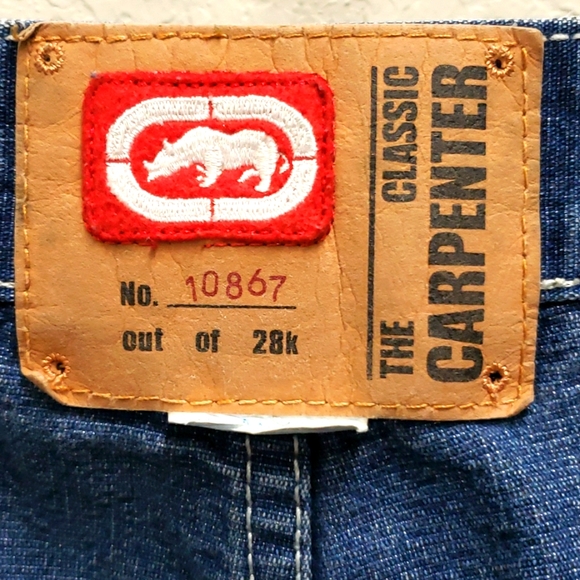 No. 10867
out of 28k
THE CLASSIC
CARPENTER